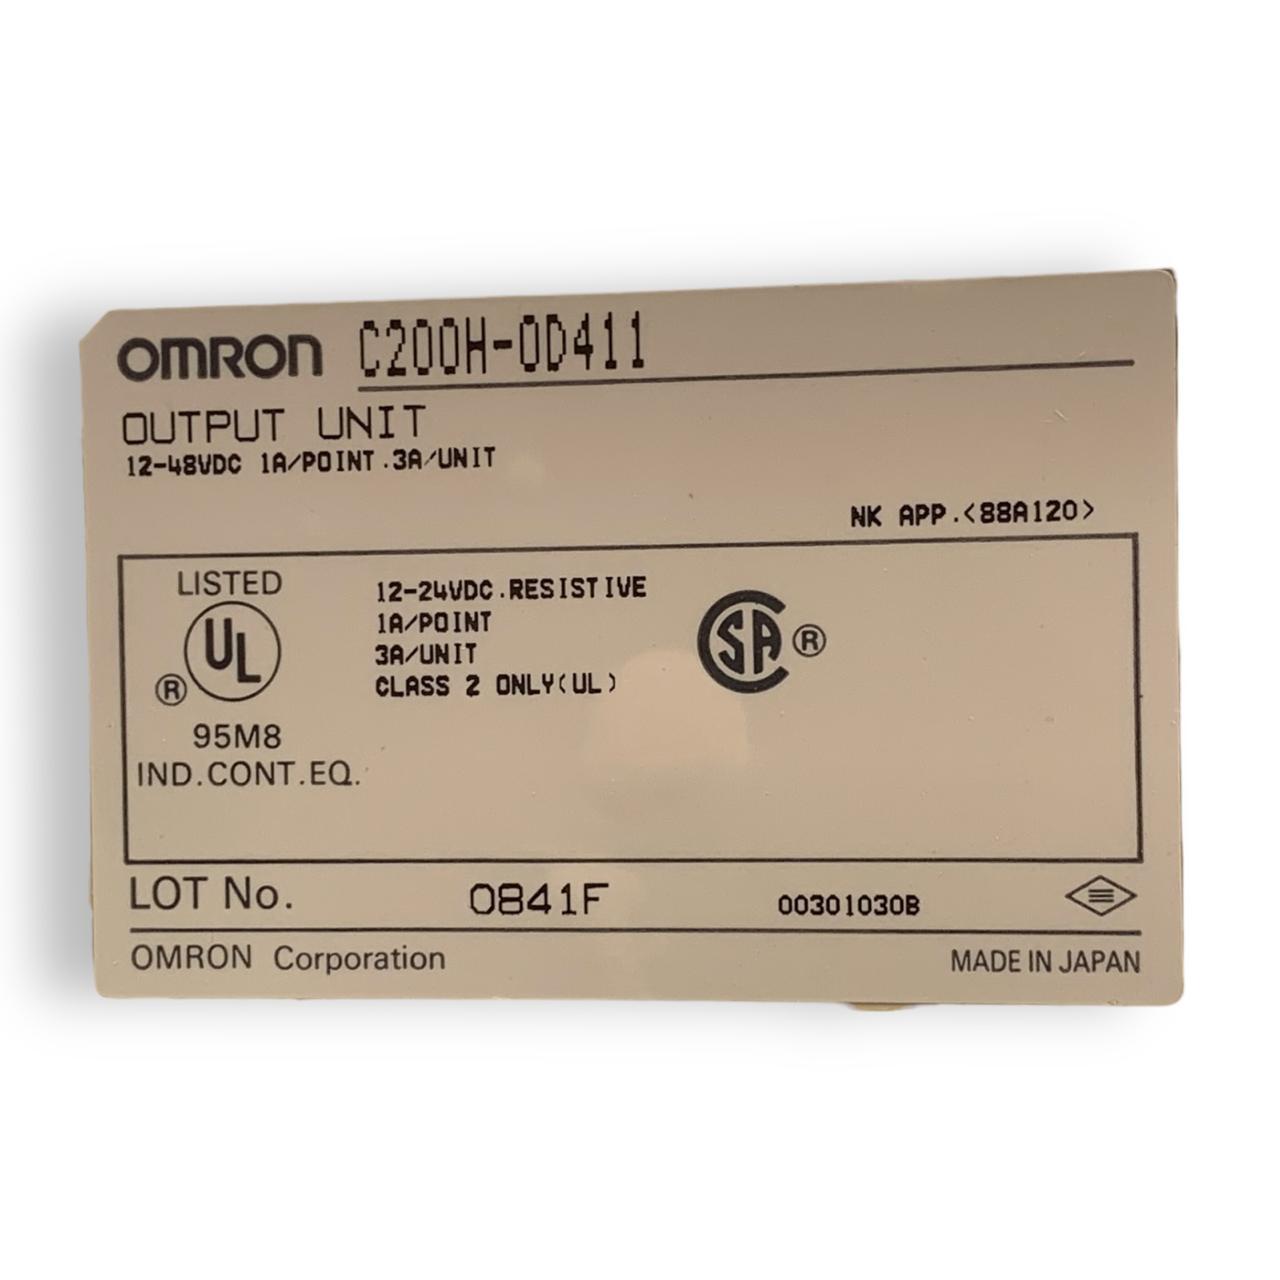 OMRON C200H-OD411
OUTPUT UNIT
12-48VDC 1A/POINT.3A/UNIT
NK APP.<88A120>
LISTED
UL
®
95M8
IND.CONT.EQ.
12-24VDC.RESISTIVE
1A/POINT
3A/UNIT
CLASS 2 ONLY(UL)
CSA ®
LOT No. 0841F 00301030B
OMRON Corporation MADE IN JAPAN